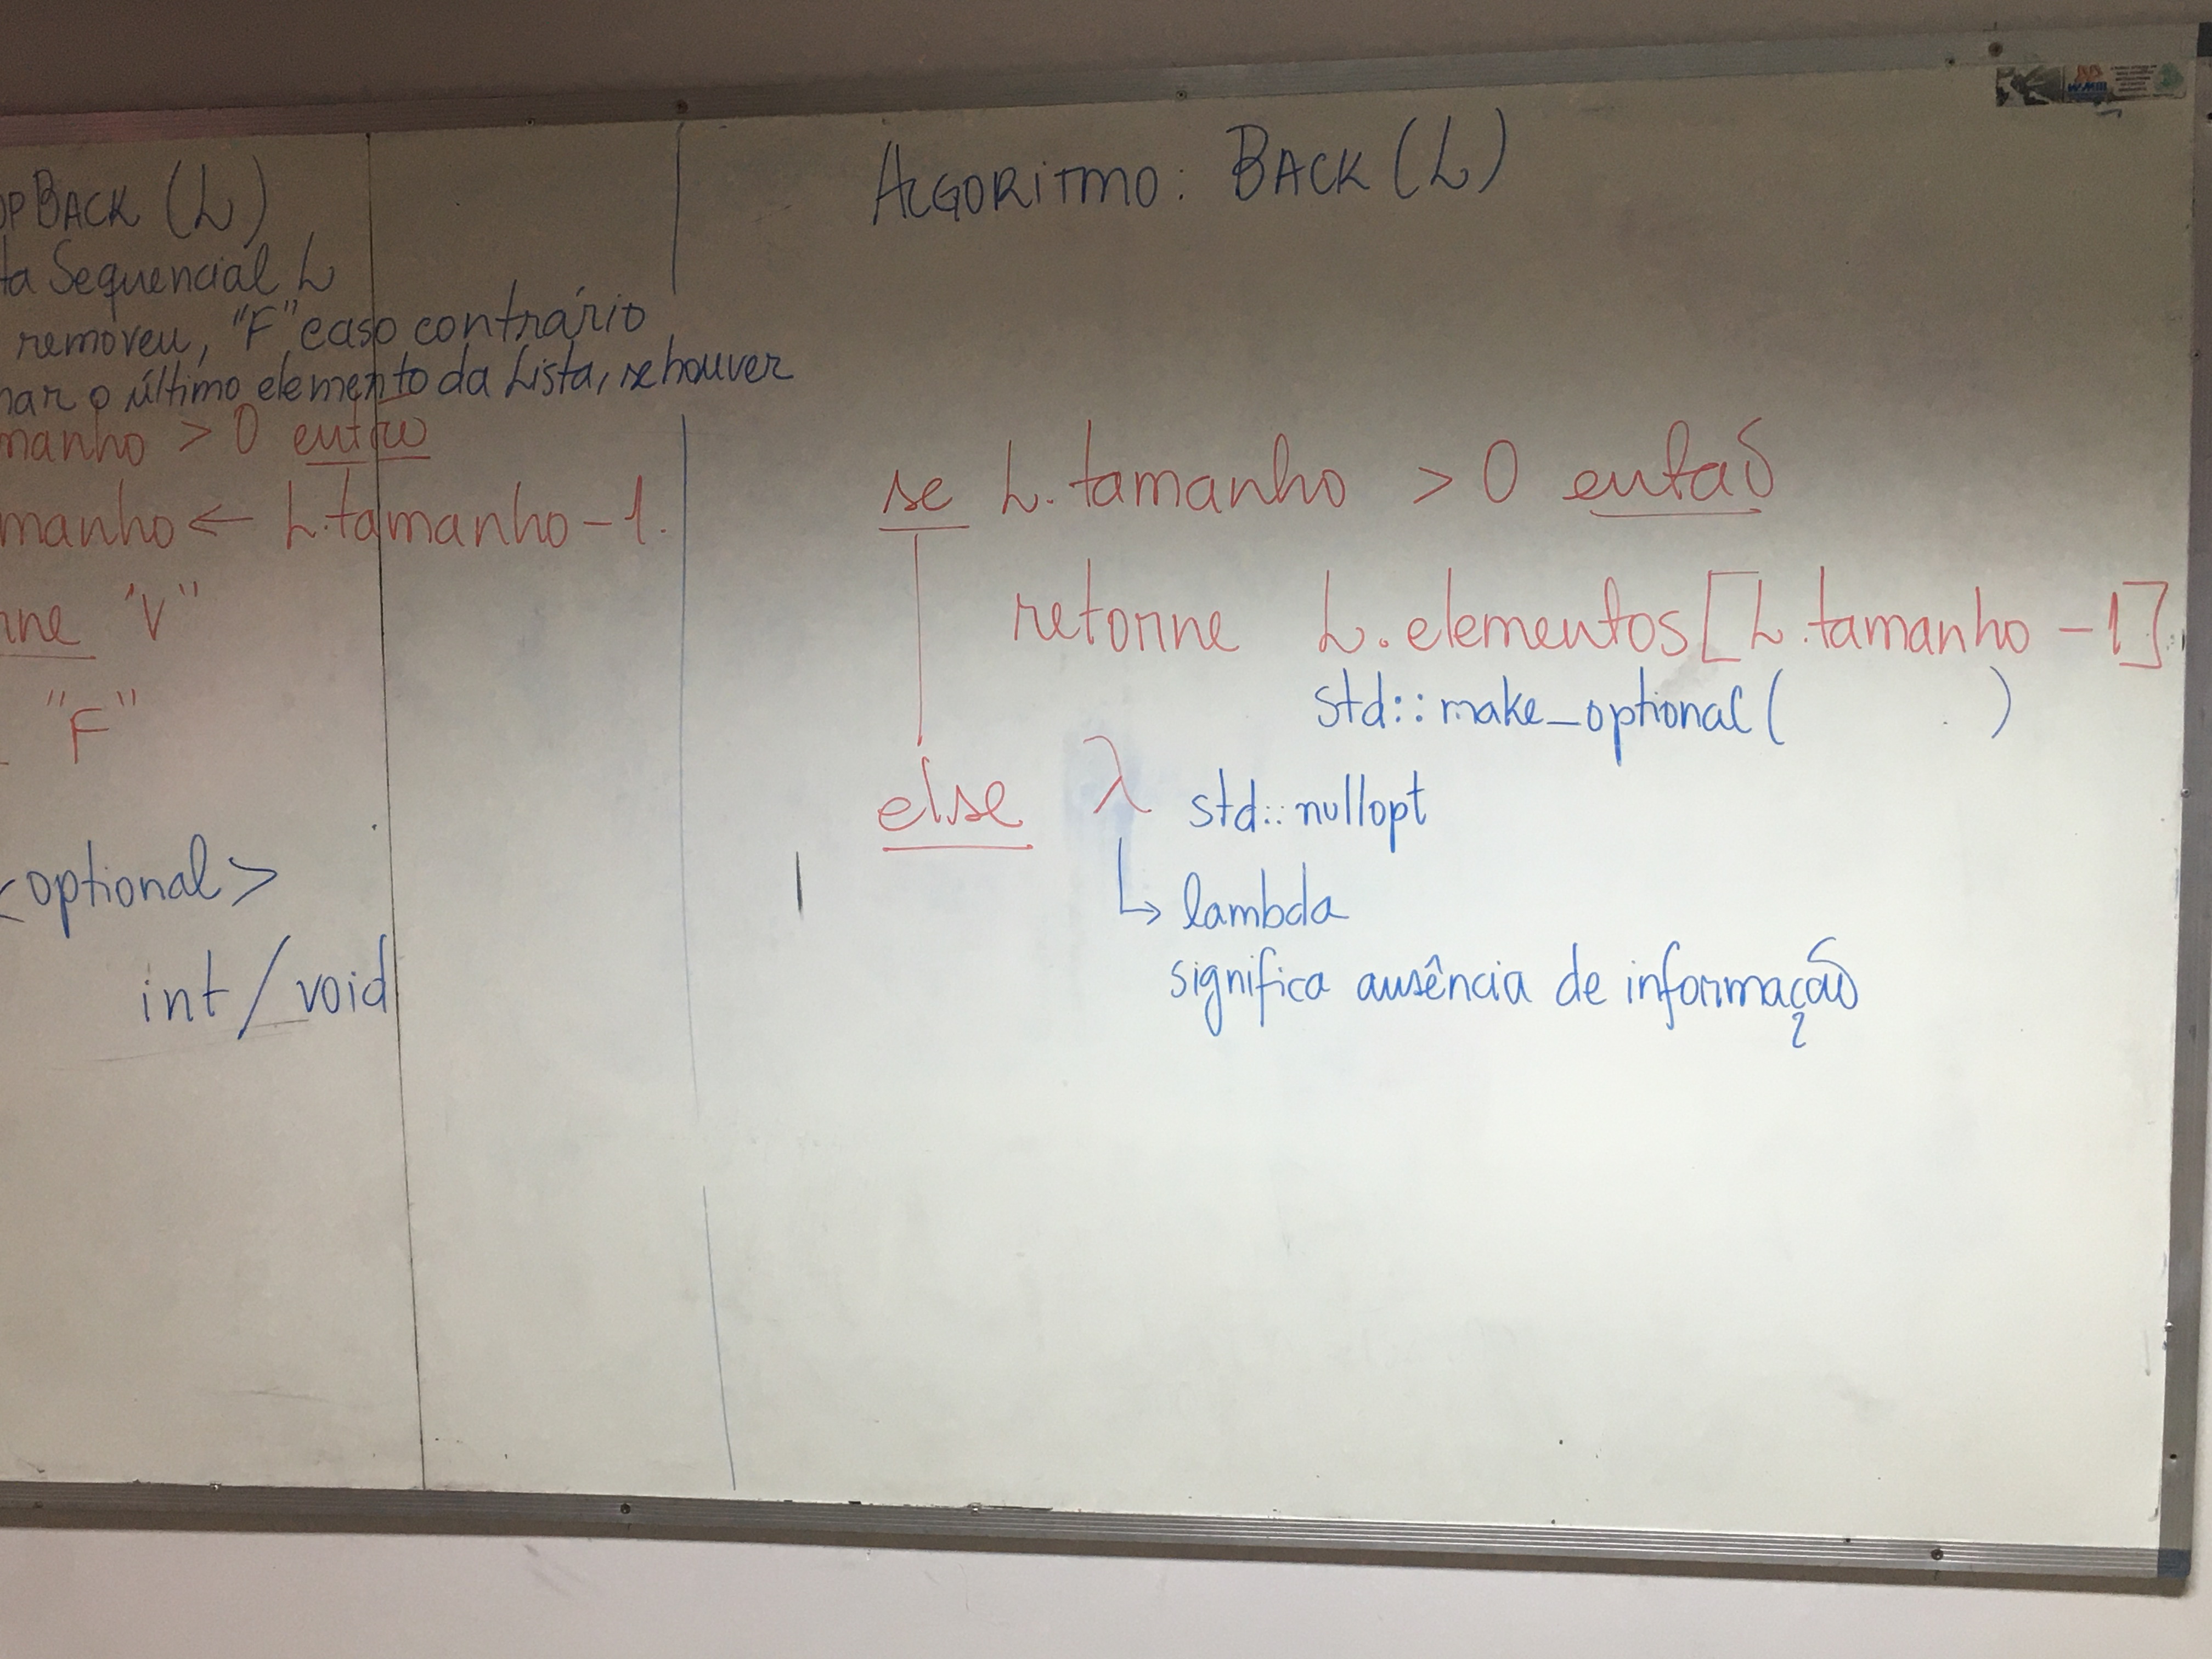 opBACK (L)
ta Sequencial L
removeu, "F" caso contrário
nar o último elemento da Lista, se houver
manho > 0 então
manho ← L.tamanho - 1.
rne "V"
"F"
<optional>
int/void
ALGORITMO: BACK (L)
se L.tamanho > 0 então
retorne L.elementos[L.tamanho - 1].
std::make_optional( )
else λ std::nullopt
↳ lambda
significa ausência de informação